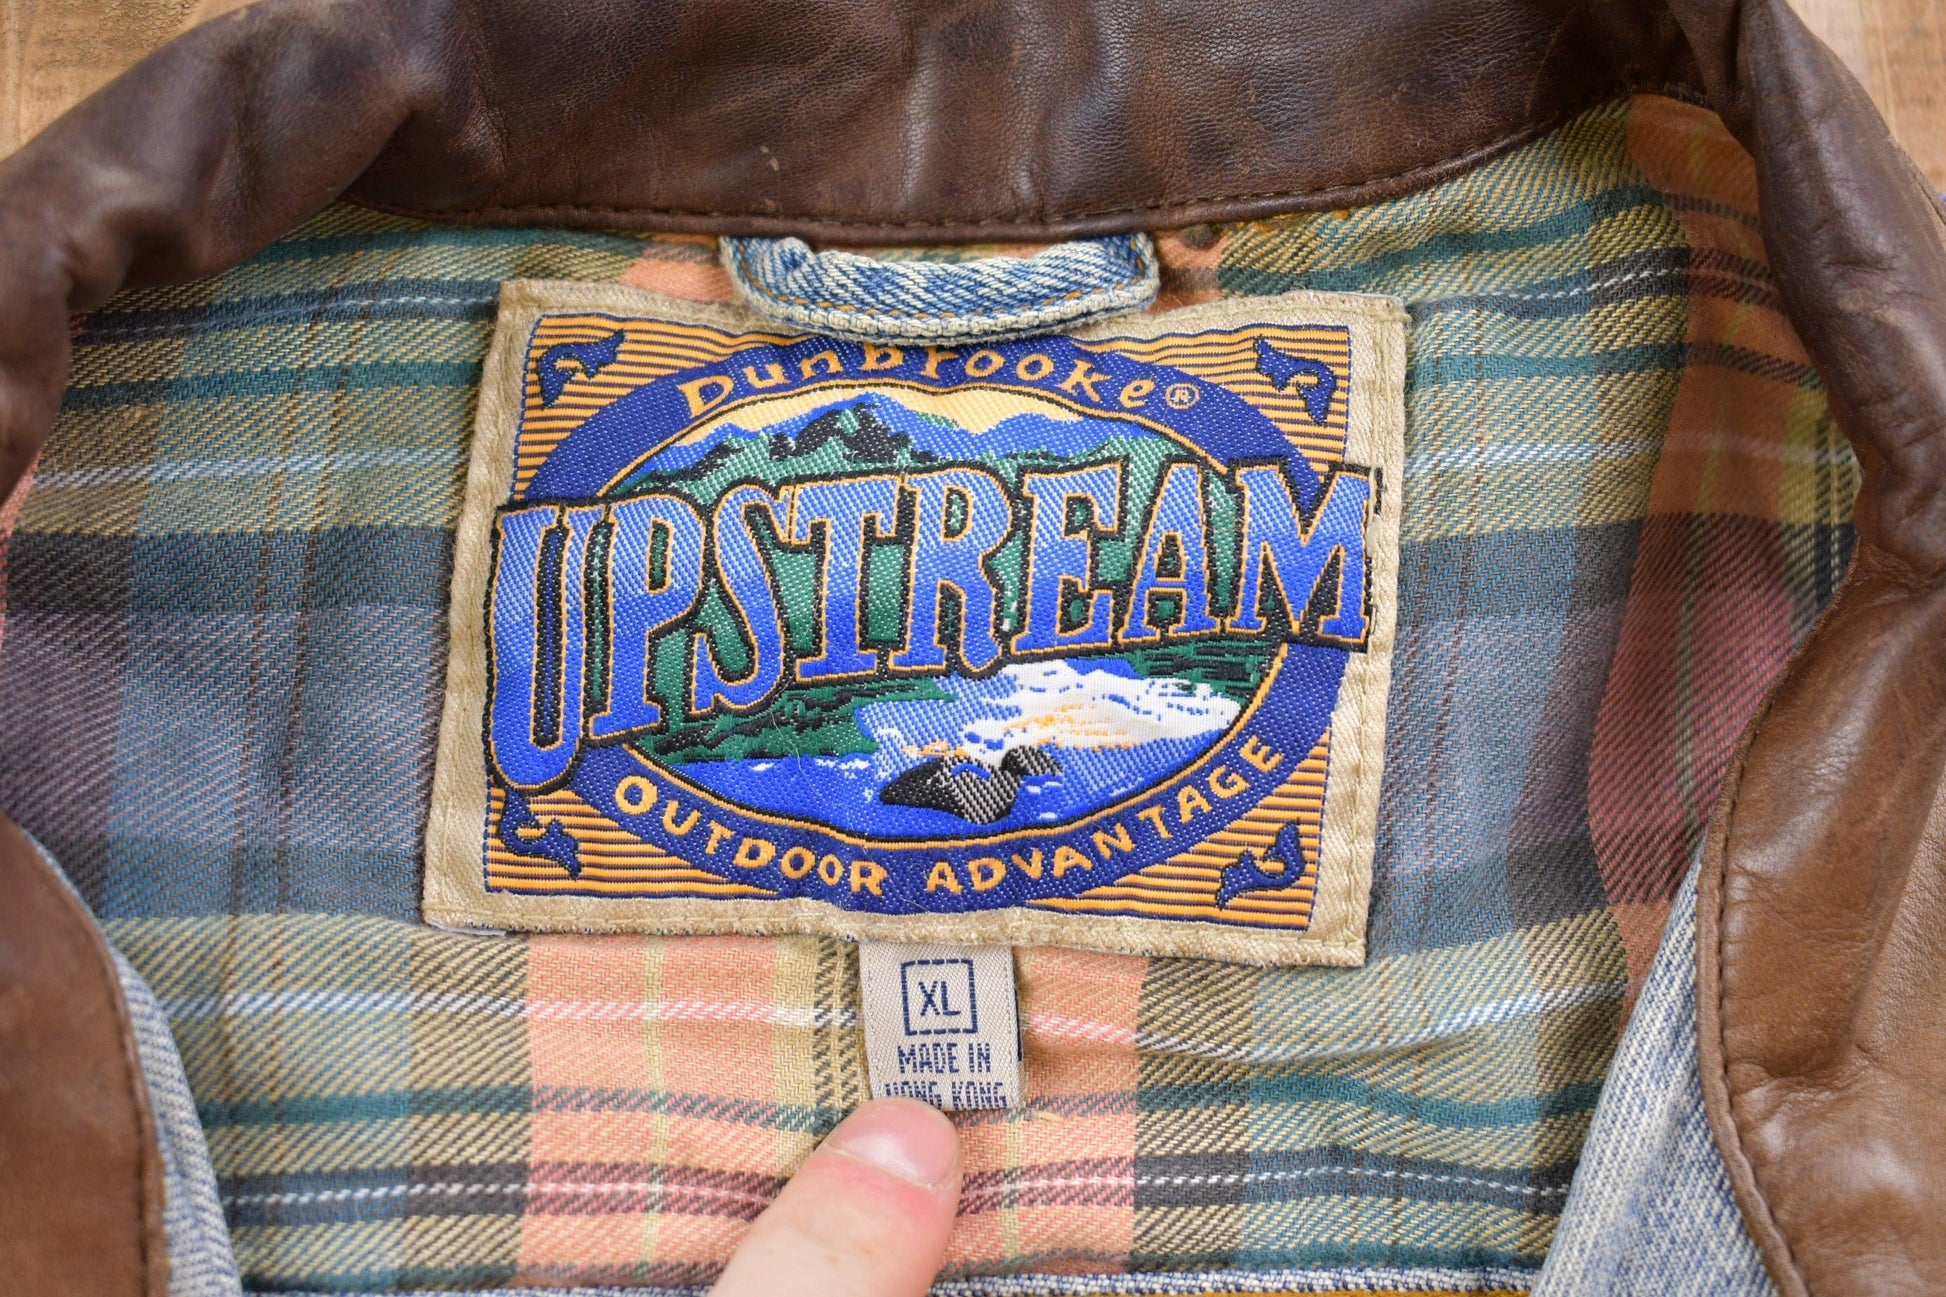 Dunbrooke®
UPSTREAM
OUTDOOR ADVANTAGE
XL
MADE IN
HONG KONG